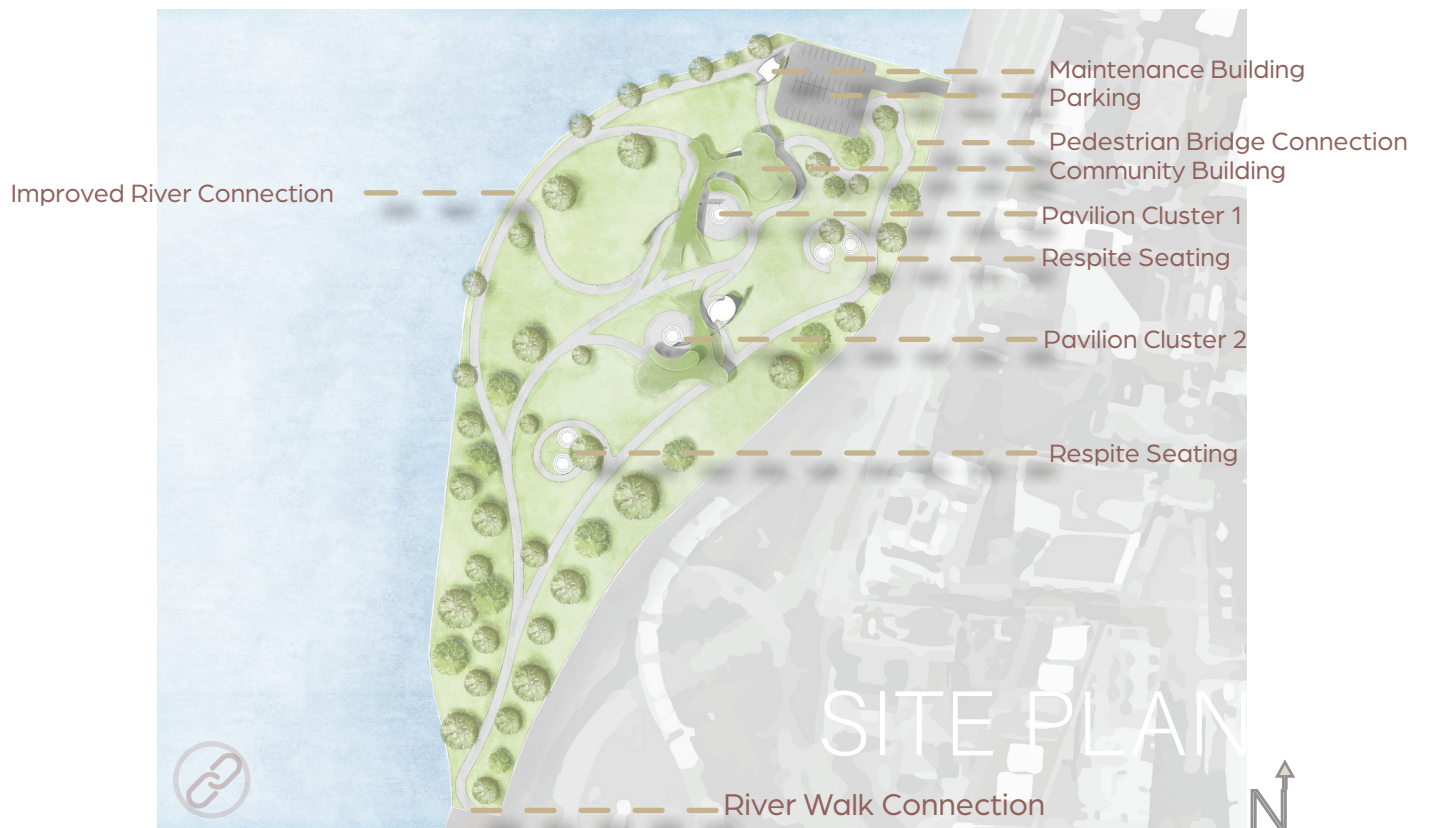 Maintenance Building
Parking
Pedestrian Bridge Connection
Community Building
Improved River Connection
Pavilion Cluster 1
Respite Seating
Pavilion Cluster 2
Respite Seating
SITE PLAN
River Walk Connection
N